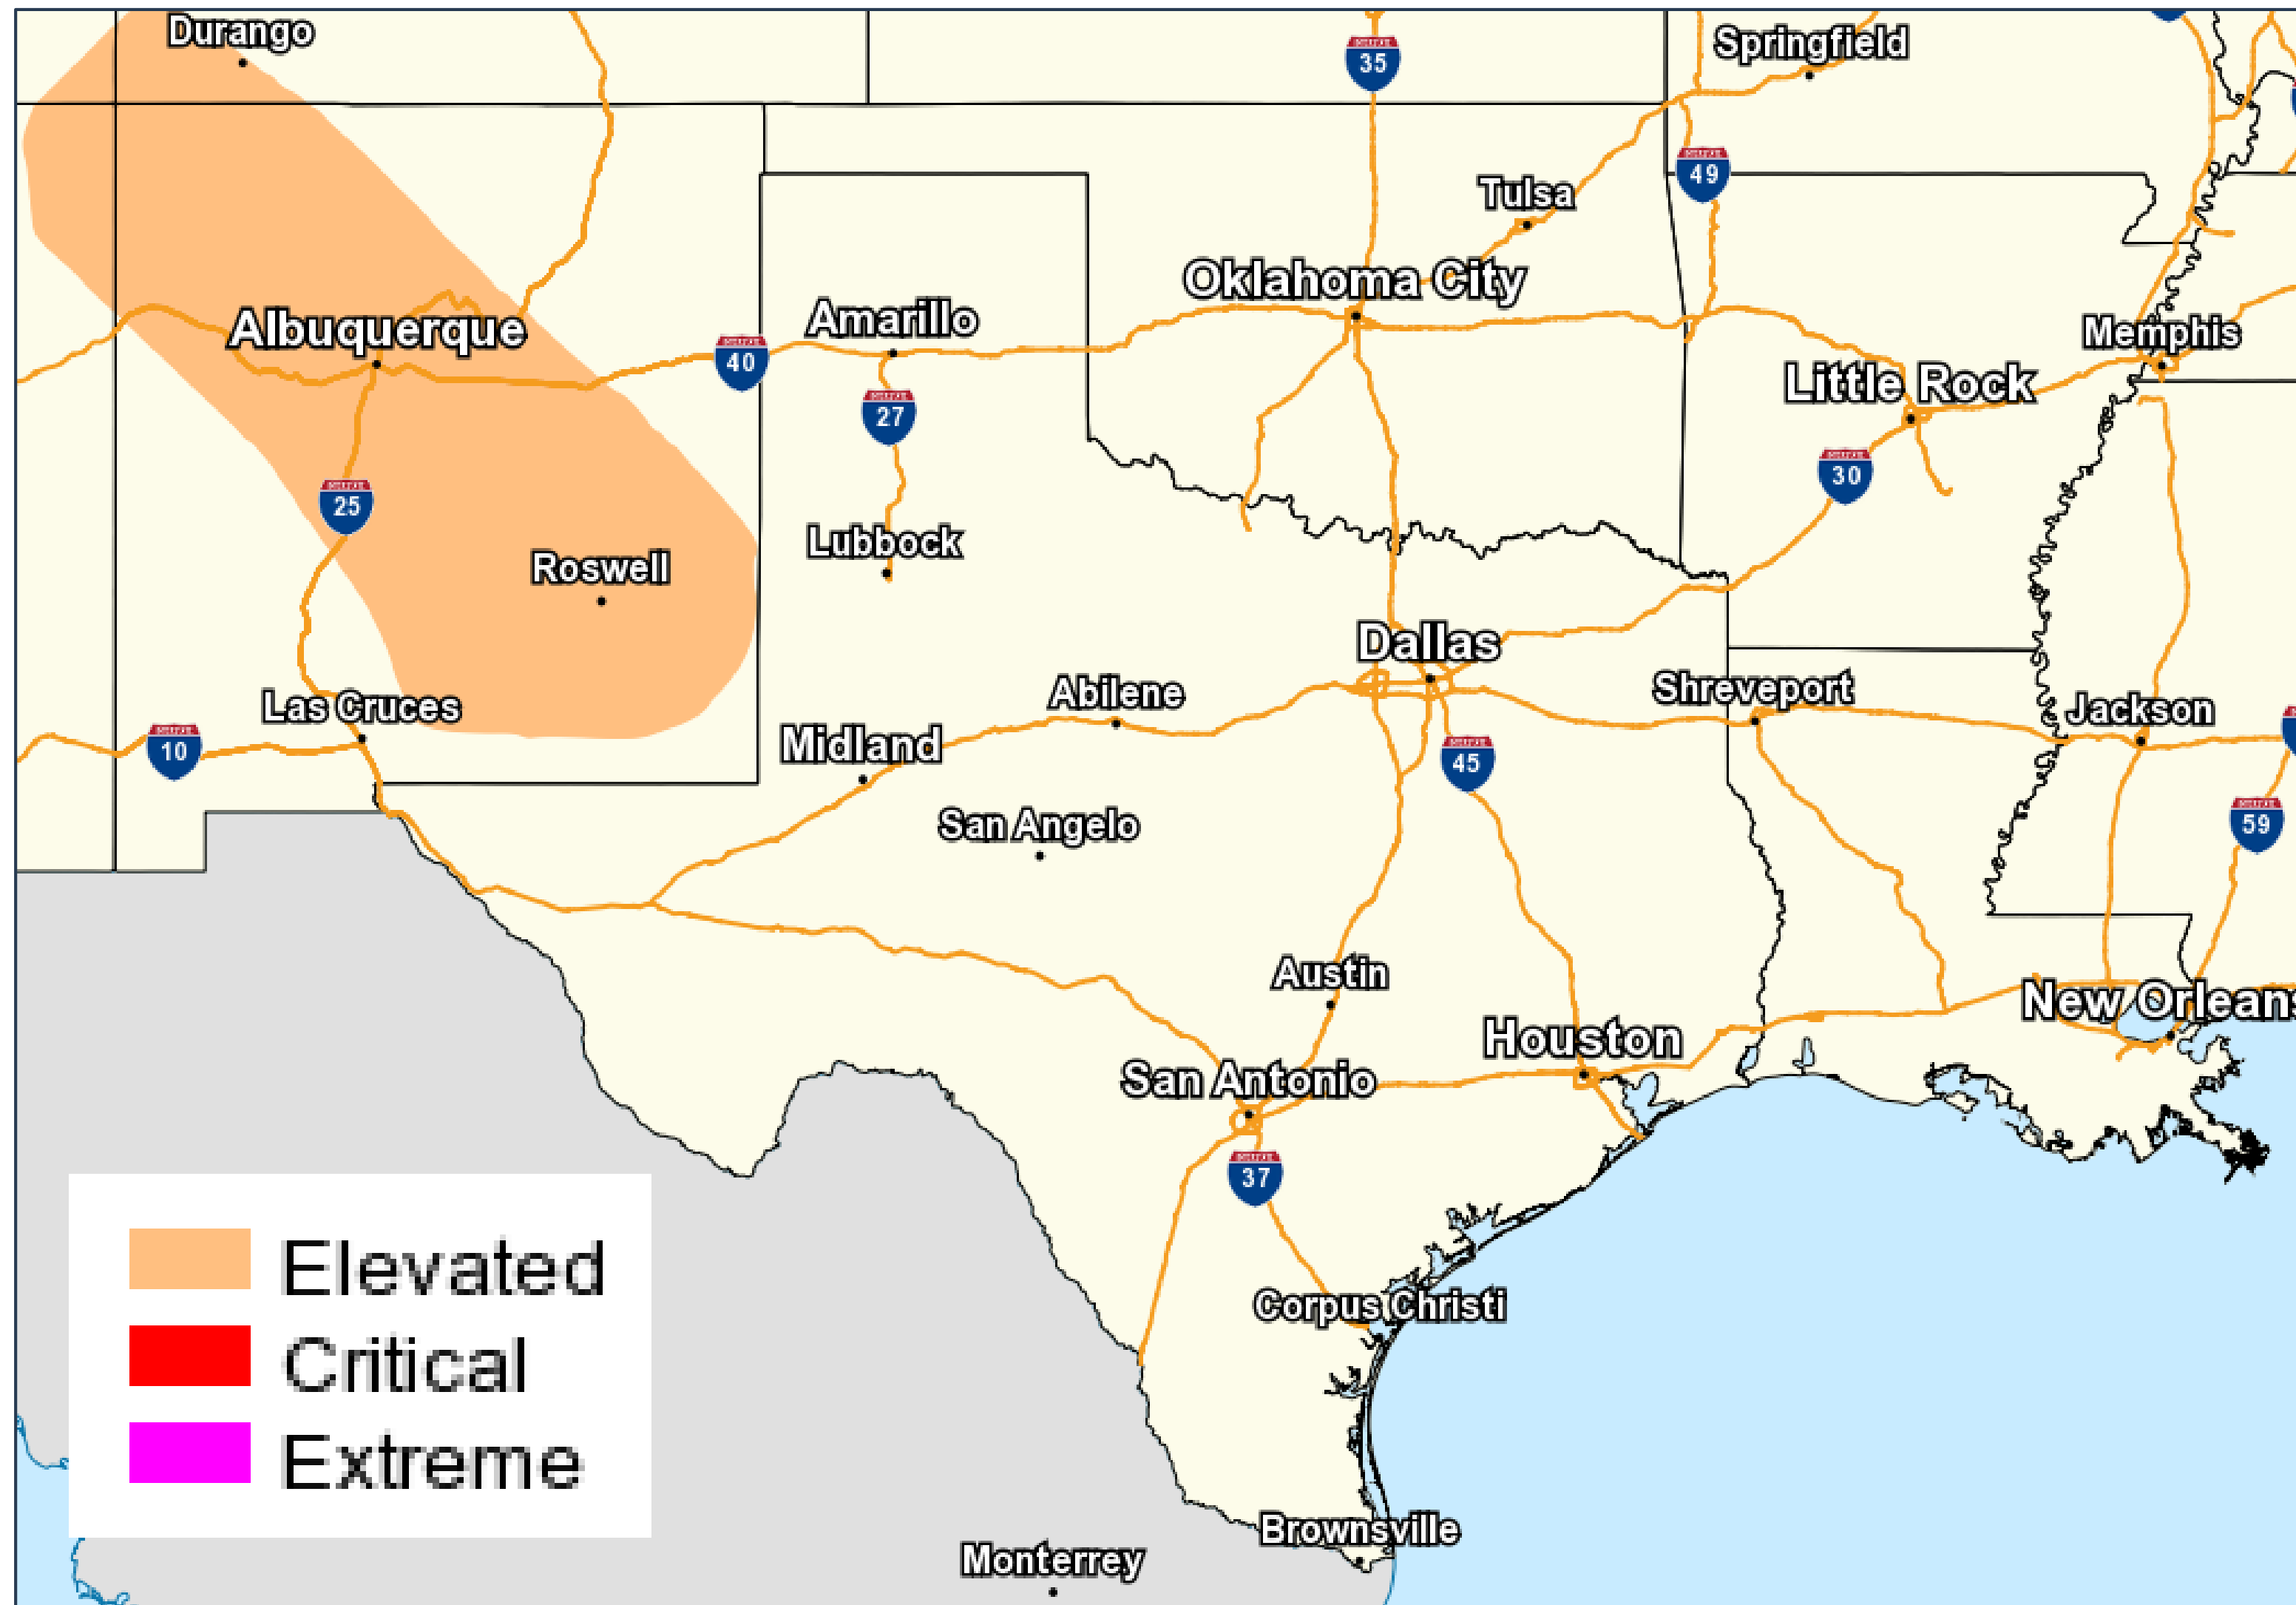 Durango
35
Springfield
49
Tulsa
Oklahoma City
Albuquerque
Amarillo
40
Memphis
Little Rock
27
30
25
Lubbock
Roswell
Dallas
Las Cruces
Abilene
Shreveport
Jackson
10
Midland
45
San Angelo
59
Austin
New Orleans
Houston
San Antonio
37
Elevated
Corpus Christi
Critical
Extreme
Brownsville
Monterrey